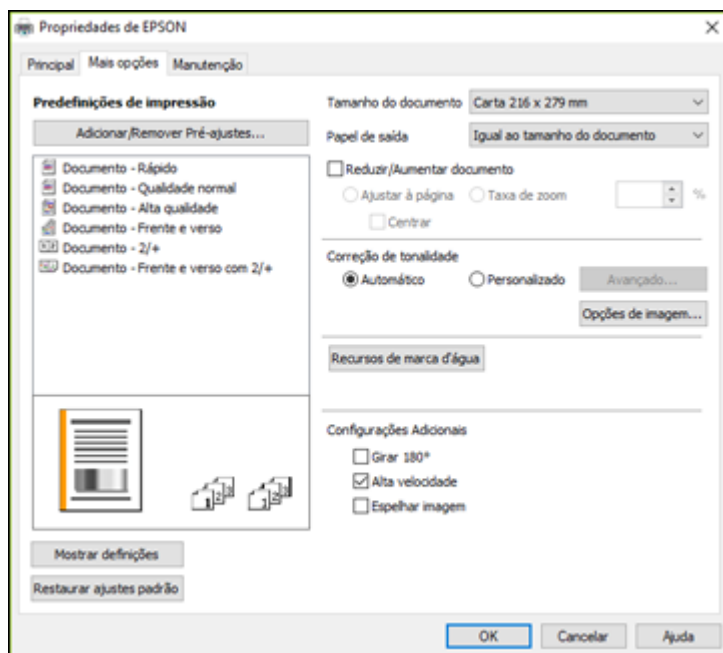 Propriedades de EPSON
Principal Mais opções Manutenção
Predefinições de impressão
Adicionar/Remover Pré-ajustes...
Documento - Rápido
Documento - Qualidade normal
Documento - Alta qualidade
Documento - Frente e verso
Documento - 2/+
Documento - Frente e verso com 2/+
Mostrar definições
Restaurar ajustes padrão
Tamanho do documento Carta 216 x 279 mm
Papel de saída Igual ao tamanho do documento
Reduzir/Aumentar documento
Ajustar à página Taxa de zoom %
Centrar
Correção de tonalidade
Automático Personalizado Avançado...
Opções de imagem...
Recursos de marca d'água
Configurações Adicionais
Girar 180°
Alta velocidade
Espelhar imagem
OK Cancelar Ajuda